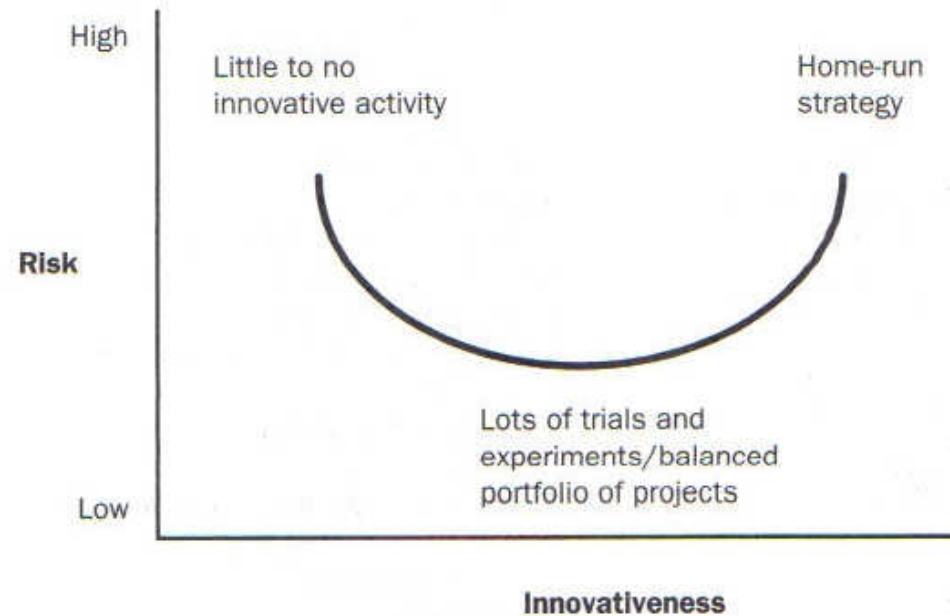 High
Little to no
innovative activity
Home-run
strategy
Risk
Lots of trials and
experiments/balanced
portfolio of projects
Low
Innovativeness